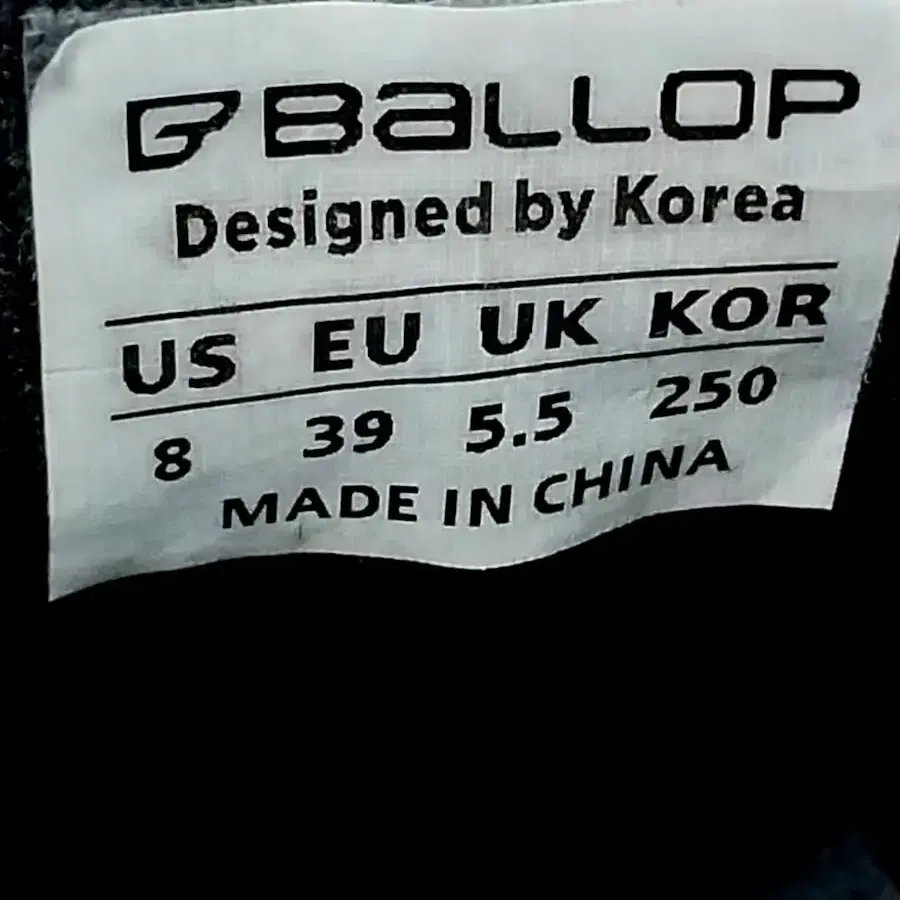 BALLOP
Designed by Korea
US EU UK KOR
8 39 5.5 250
MADE IN CHINA